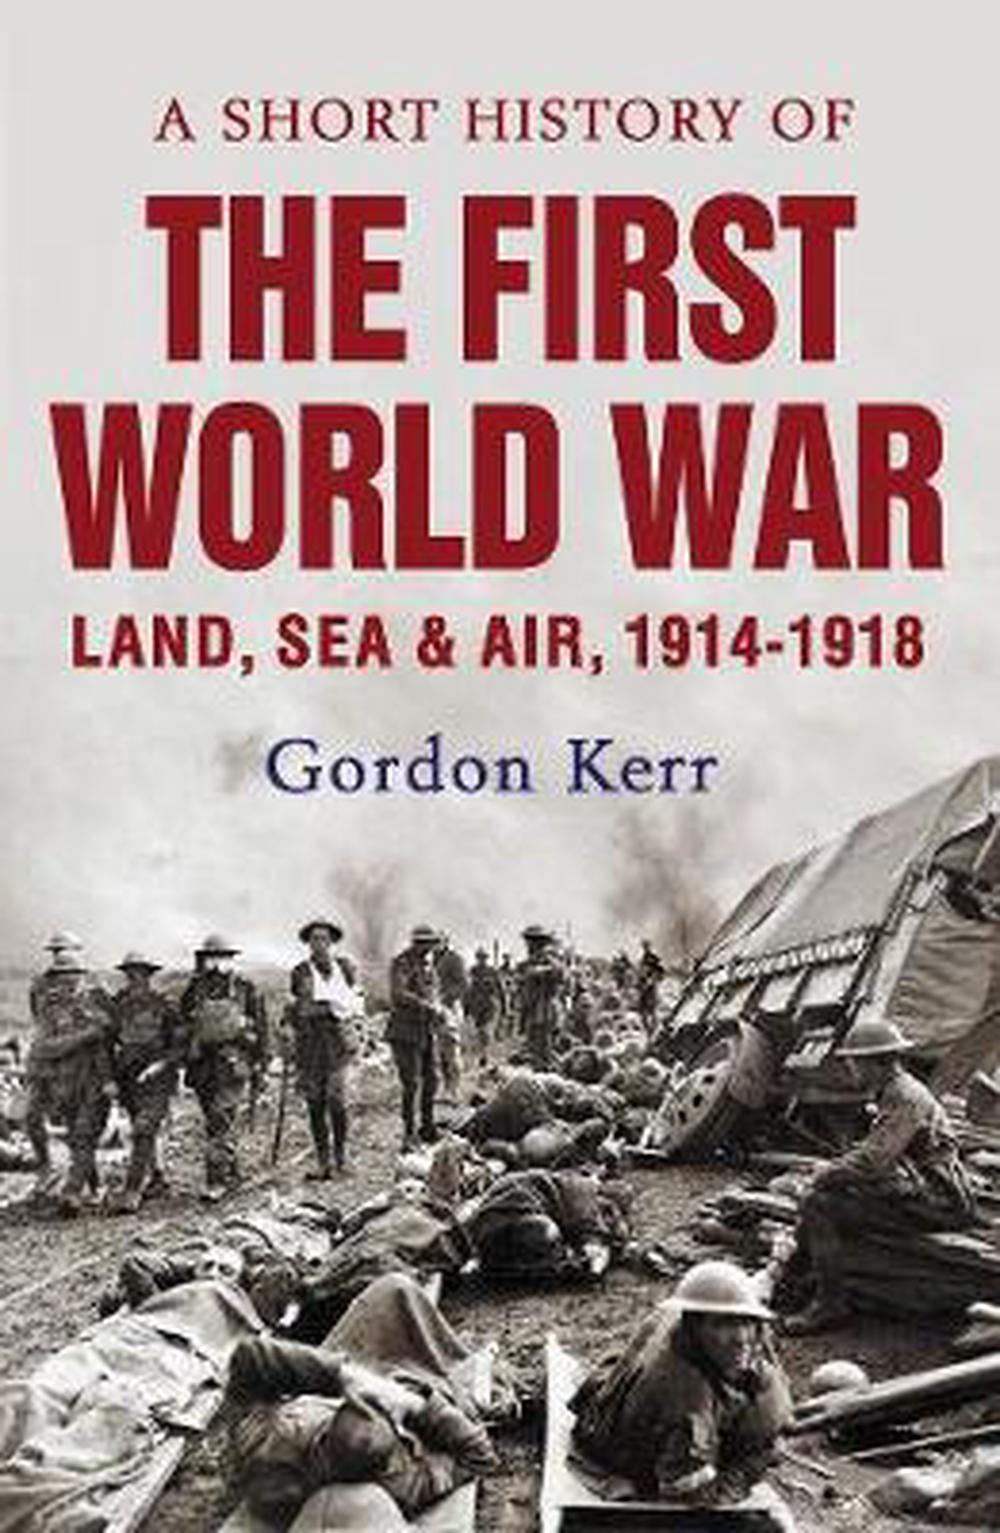 A SHORT HISTORY OF
THE FIRST
WORLD WAR
LAND, SEA & AIR, 1914-1918
Gordon Kerr